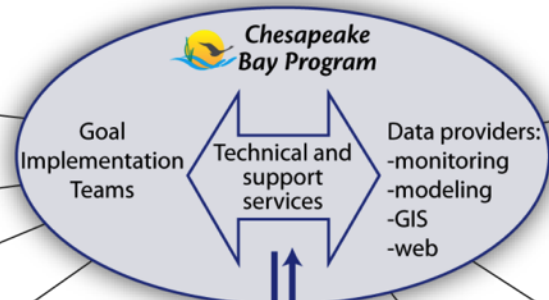 Chesapeake
Bay Program
Goal
Implementation
Teams
Technical and
support
services
Data providers:
-monitoring
-modeling
-GIS
-web